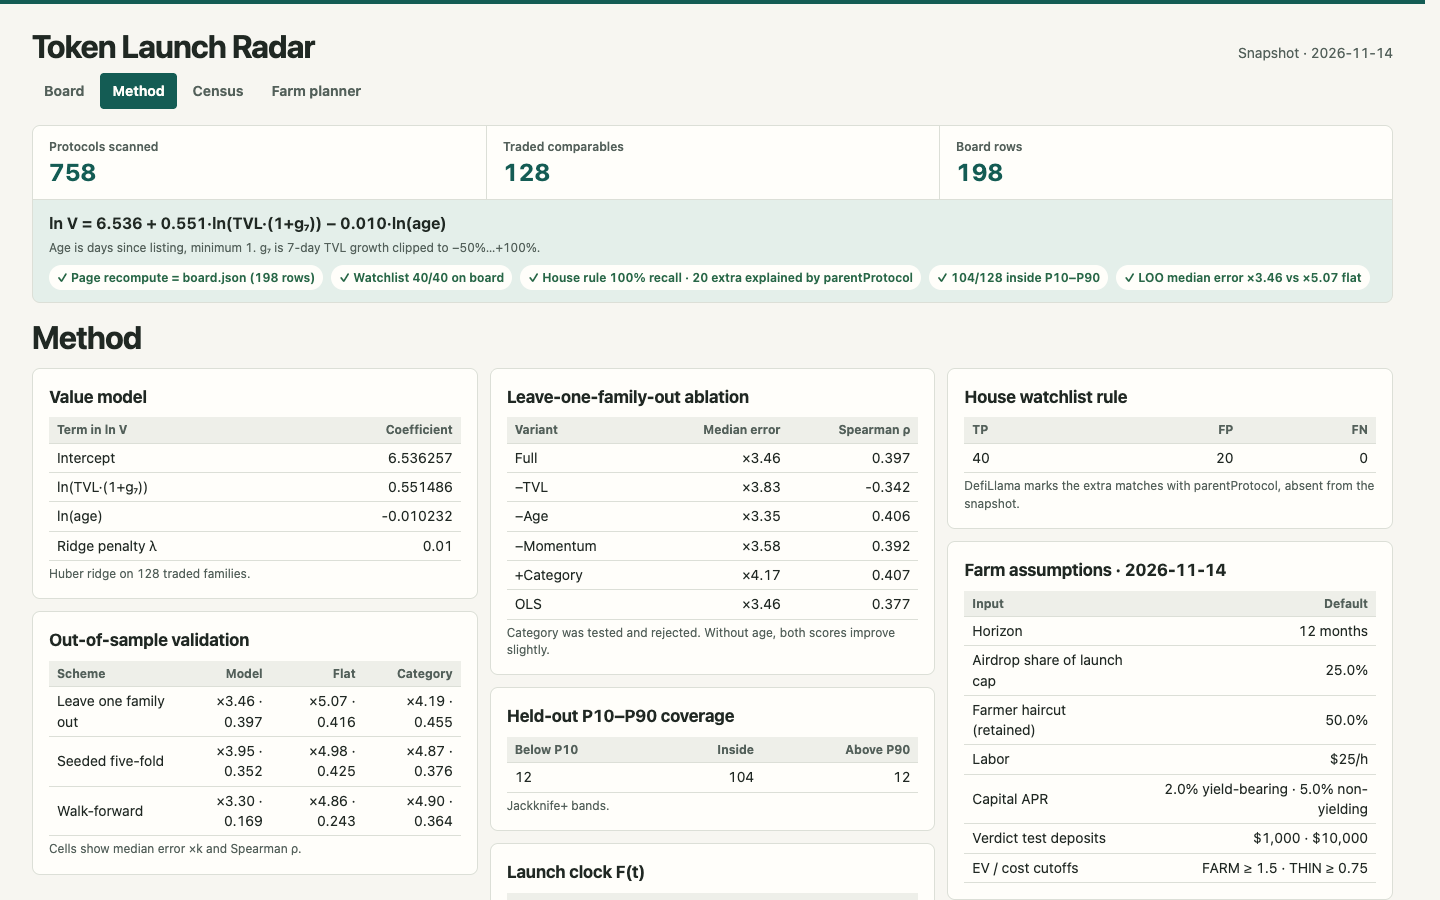 Token Launch Radar
Snapshot · 2026-11-14
Board Method Census Farm planner
Protocols scanned
758
Traded comparables
128
Board rows
198
ln V = 6.536 + 0.551·ln(TVL·(1+g₇)) − 0.010·ln(age)
Age is days since listing, minimum 1. g₇ is 7-day TVL growth clipped to −50%…+100%.
✓ Page recompute = board.json (198 rows) ✓ Watchlist 40/40 on board ✓ House rule 100% recall · 20 extra explained by parentProtocol ✓ 104/128 inside P10–P90 ✓ LOO median error ×3.46 vs ×5.07 flat
Method
Value model
Term in ln V Coefficient
Intercept 6.536257
ln(TVL·(1+g₇)) 0.551486
ln(age) -0.010232
Ridge penalty λ 0.01
Huber ridge on 128 traded families.
Out-of-sample validation
Scheme Model Flat Category
Leave one family ×3.46 · ×5.07 · ×4.19 ·
out 0.397 0.416 0.455
Seeded five-fold ×3.95 · ×4.98 · ×4.87 ·
0.352 0.425 0.376
Walk-forward ×3.30 · ×4.86 · ×4.90 ·
0.169 0.243 0.364
Cells show median error ×k and Spearman ρ.
Leave-one-family-out ablation
Variant Median error Spearman ρ
Full ×3.46 0.397
−TVL ×3.83 -0.342
−Age ×3.35 0.406
−Momentum ×3.58 0.392
+Category ×4.17 0.407
OLS ×3.46 0.377
Category was tested and rejected. Without age, both scores improve
slightly.
Held-out P10–P90 coverage
Below P10 Inside Above P90
12 104 12
Jackknife+ bands.
Launch clock F(t)
House watchlist rule
TP FP FN
40 20 0
DefiLlama marks the extra matches with parentProtocol, absent from the
snapshot.
Farm assumptions · 2026-11-14
Input Default
Horizon 12 months
Airdrop share of launch
cap 25.0%
Farmer haircut
(retained) 50.0%
Labor $25/h
Capital APR 2.0% yield-bearing · 5.0% non-
yielding
Verdict test deposits $1,000 · $10,000
EV / cost cutoffs FARM ≥ 1.5 · THIN ≥ 0.75